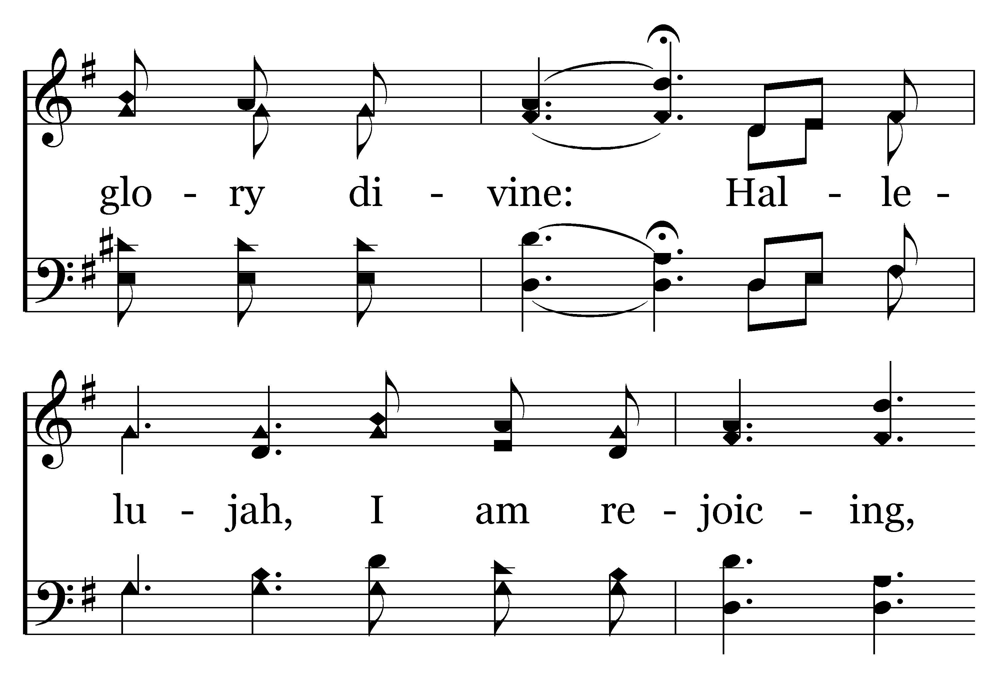 glo - ry di - vine: Hal - le -
lu - jah, I am re - joic - ing,